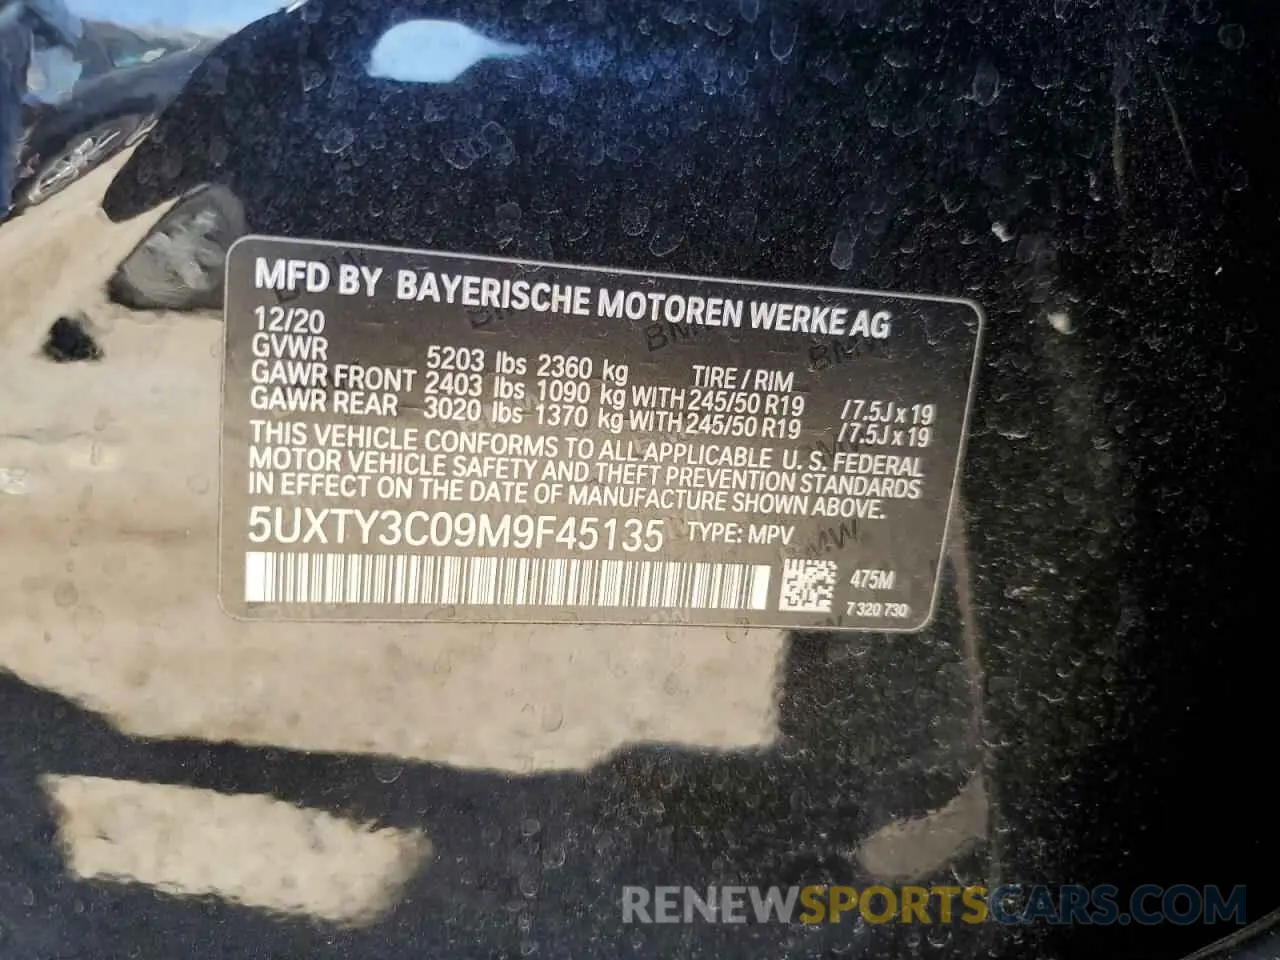 MFD BY BAYERISCHE MOTOREN WERKE AG
12/20
GVWR 5203 lbs 2360 kg TIRE / RIM
GAWR FRONT 2403 lbs 1090 kg WITH 245/50 R19 / 7.5J x 19
GAWR REAR 3020 lbs 1370 kg WITH 245/50 R19 / 7.5J x 19
THIS VEHICLE CONFORMS TO ALL APPLICABLE U. S. FEDERAL
MOTOR VEHICLE SAFETY AND THEFT PREVENTION STANDARDS
IN EFFECT ON THE DATE OF MANUFACTURE SHOWN ABOVE.
5UXTY3C09M9F45135 TYPE: MPV
475M
7 320 730
RENEWSPORTSCARS.COM